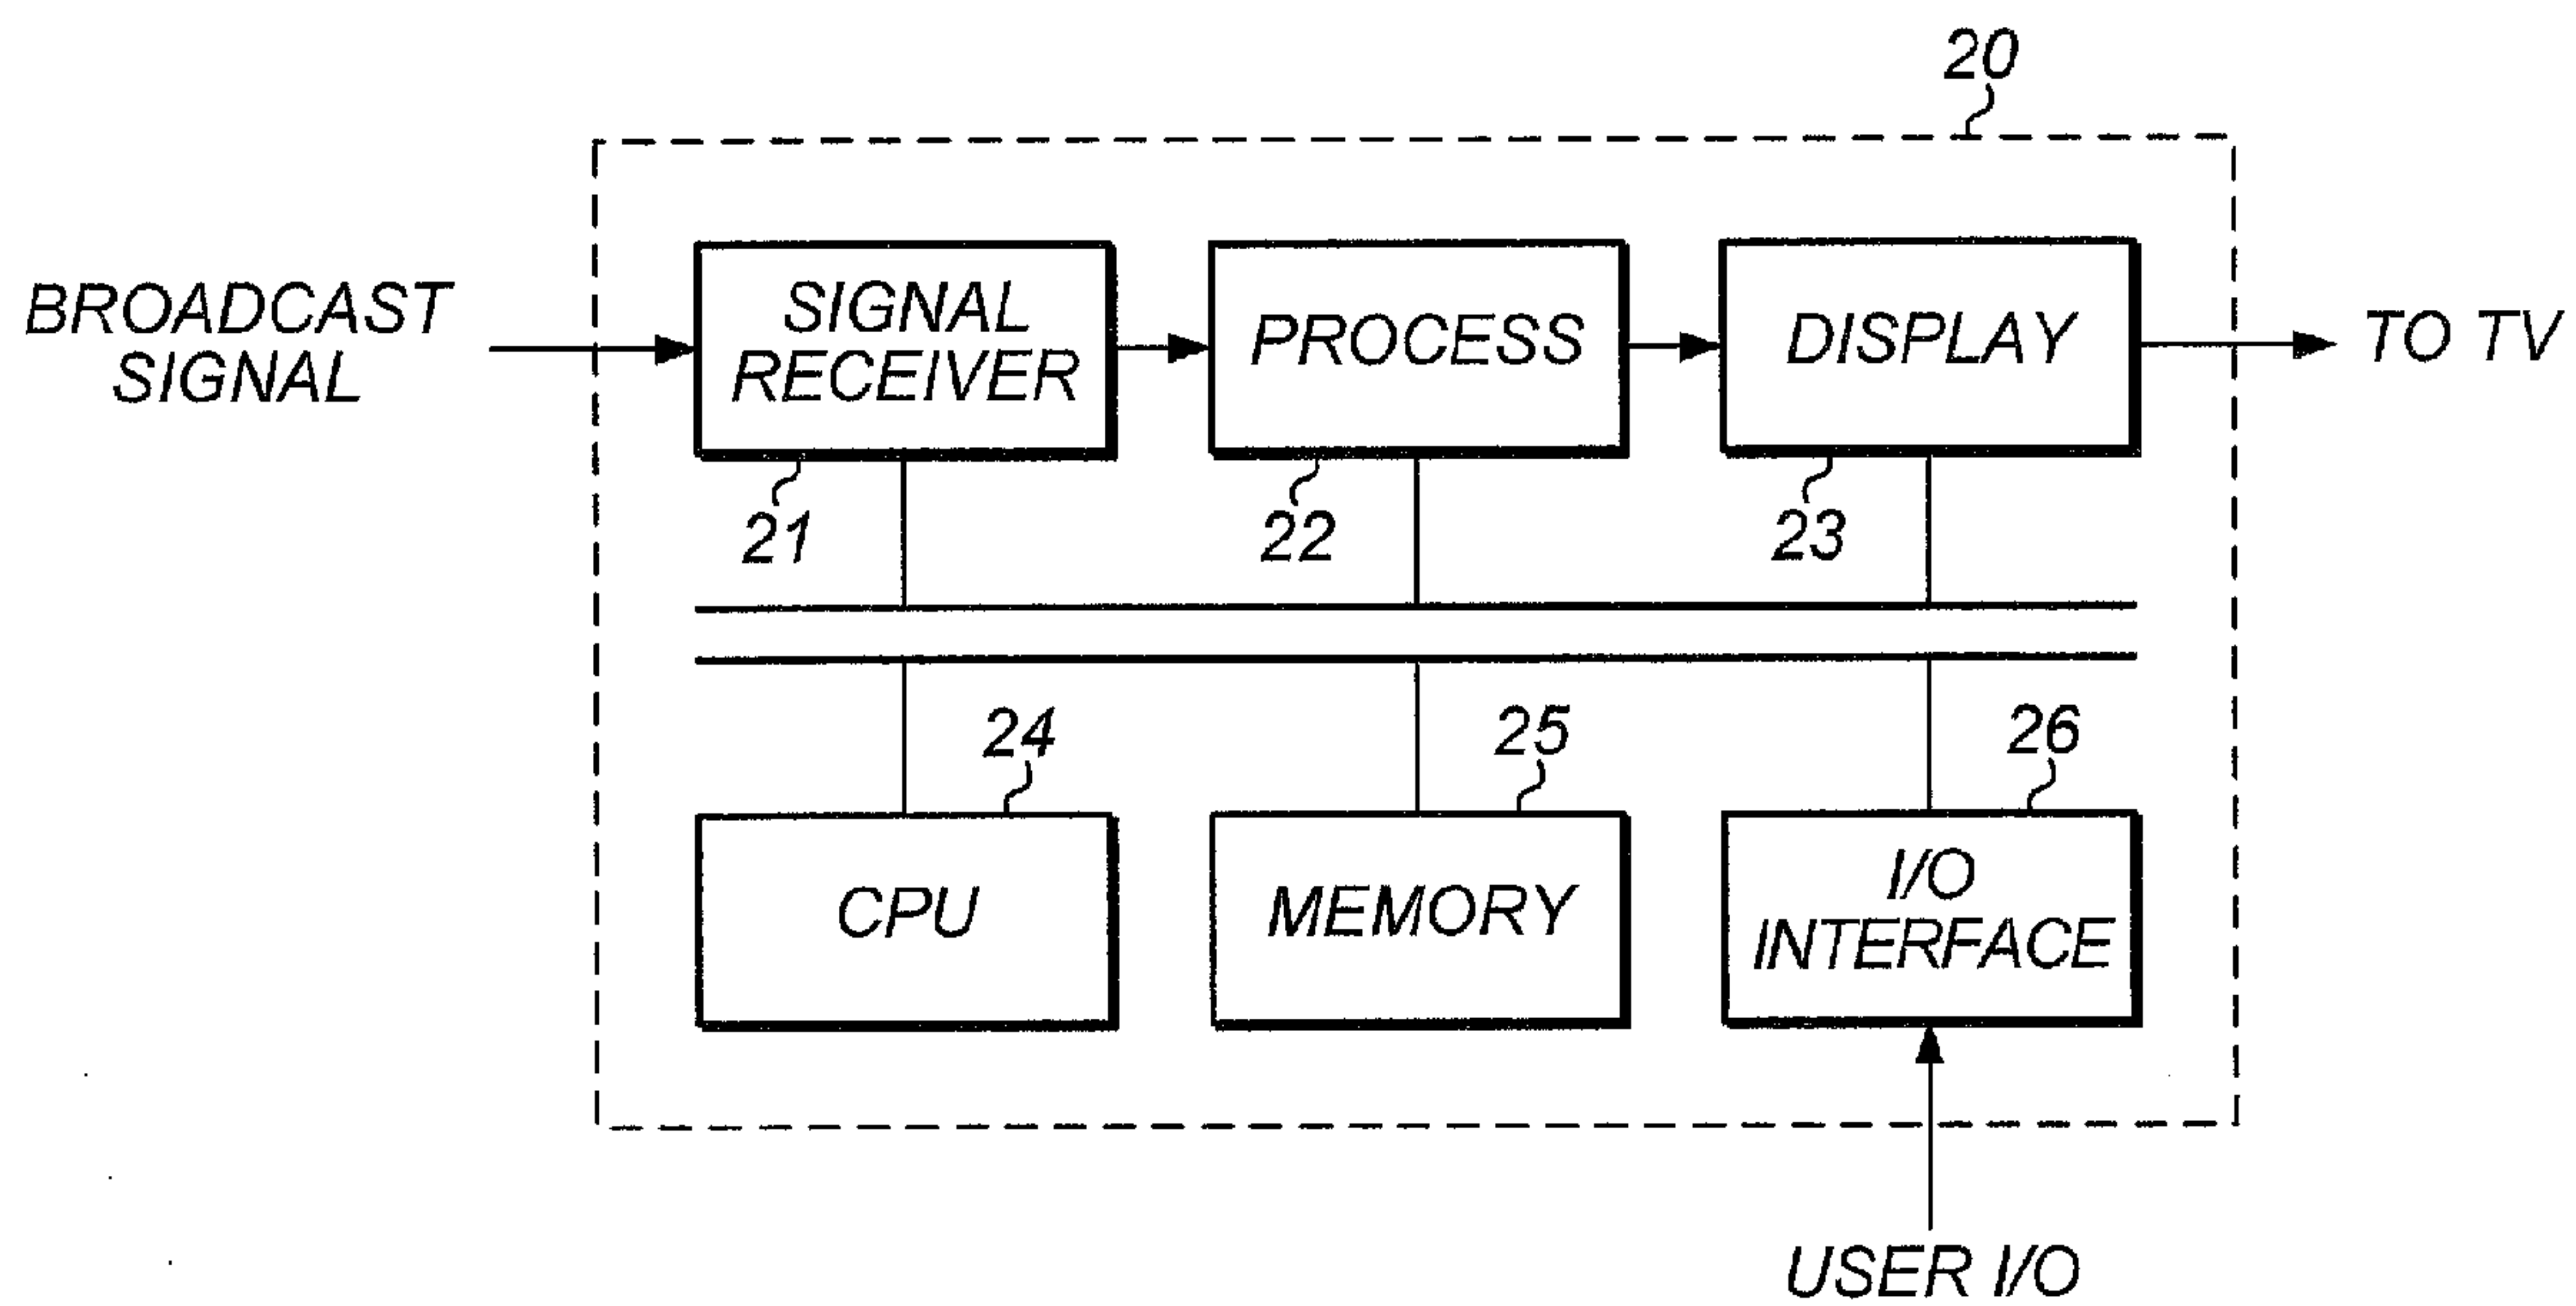 20
BROADCAST
SIGNAL
SIGNAL
RECEIVER
PROCESS
DISPLAY
TO TV
21
22
23
24
25
26
CPU
MEMORY
I/O
INTERFACE
USER I/O